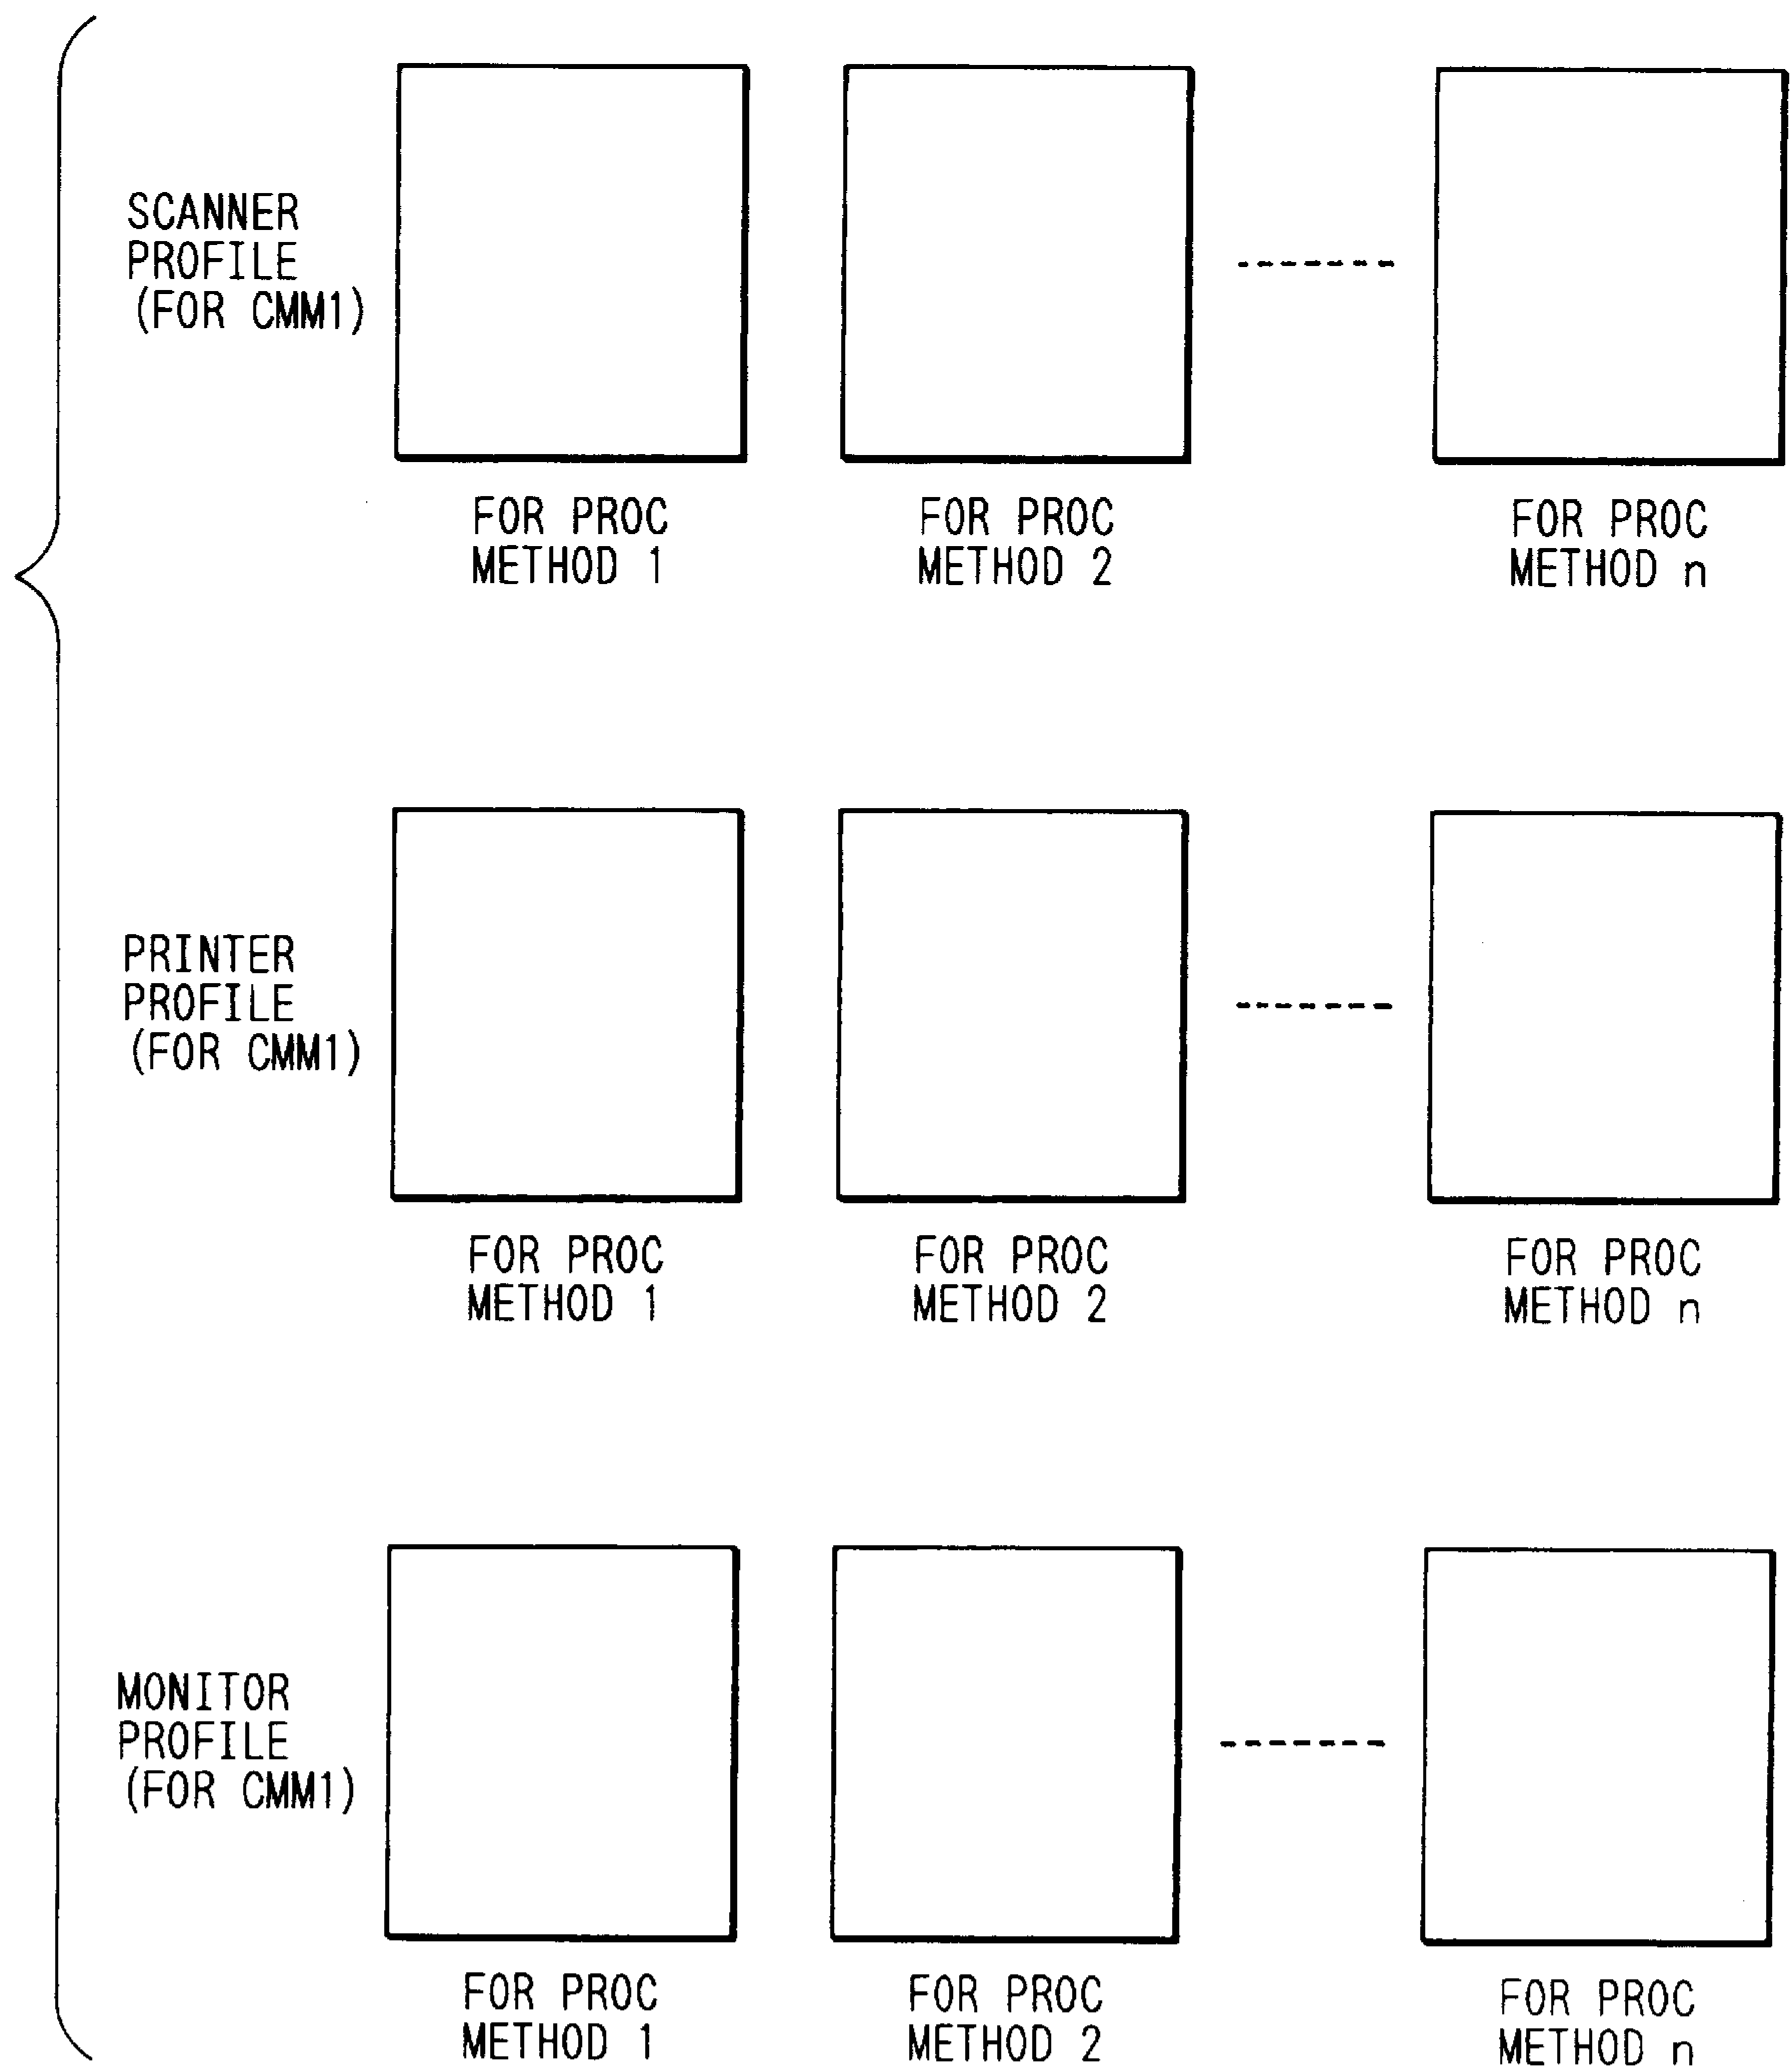 SCANNER
PROFILE
(FOR CMM1)
FOR PROC
METHOD 1
FOR PROC
METHOD 2
FOR PROC
METHOD n
PRINTER
PROFILE
(FOR CMM1)
FOR PROC
METHOD 1
FOR PROC
METHOD 2
FOR PROC
METHOD n
MONITOR
PROFILE
(FOR CMM1)
FOR PROC
METHOD 1
FOR PROC
METHOD 2
FOR PROC
METHOD n